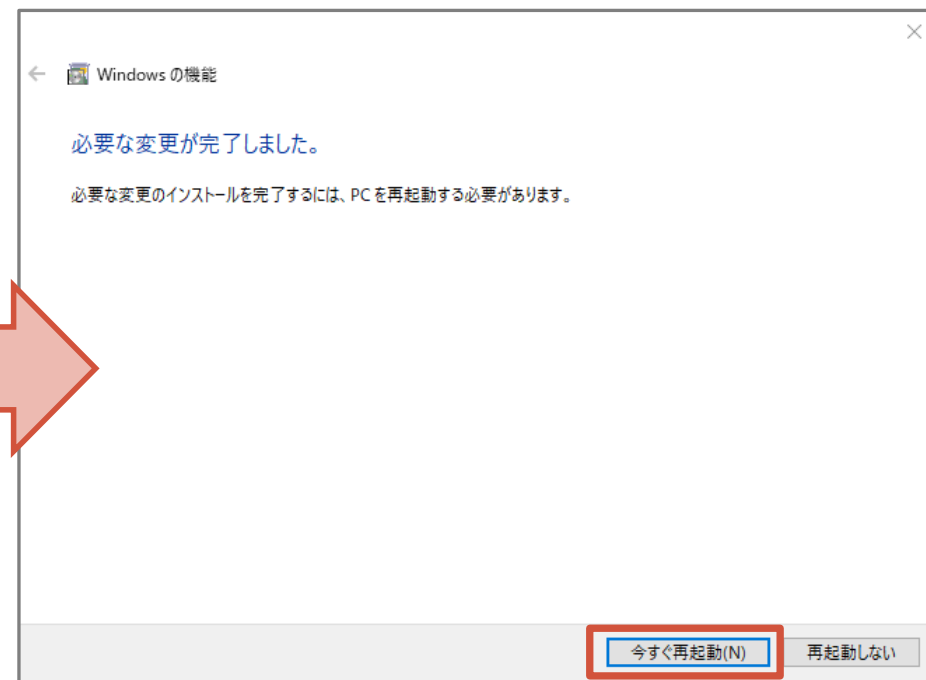 Windows の機能
必要な変更が完了しました。
必要な変更のインストールを完了するには、PC を再起動する必要があります。
今すぐ再起動(N)
再起動しない